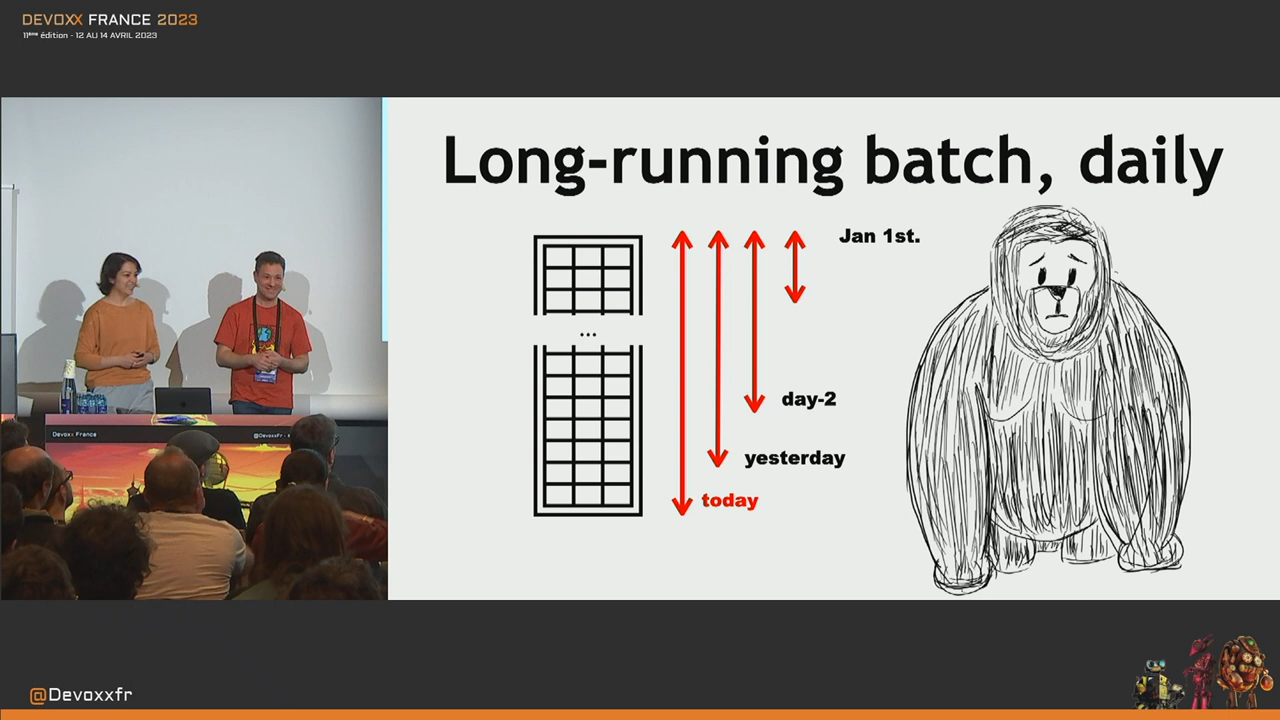 DEVOXX FRANCE 2023
11ème édition - 12 AU 14 AVRIL 2023
Long-running batch, daily
Jan 1st.
...
day-2
yesterday
today
Devoxx France
@Devoxxfr